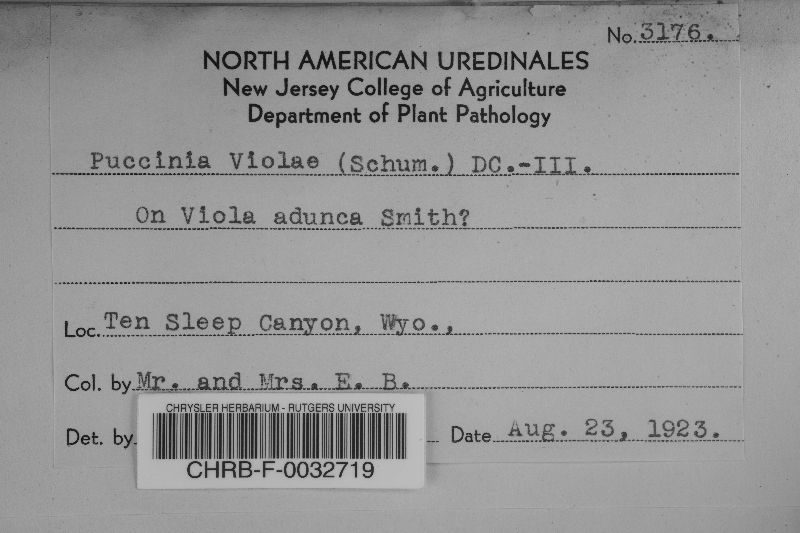 No. 3176.
NORTH AMERICAN UREDINALES
New Jersey College of Agriculture
Department of Plant Pathology
Puccinia Violae (Schum.) DC.-III.
On Viola adunca Smith?
Loc. Ten Sleep Canyon, Wyo.,
Col. by Mr. and Mrs. E. B.
Det. by Date Aug. 23, 1923.
CHRYSLER HERBARIUM - RUTGERS UNIVERSITY
CHRB-F-0032719